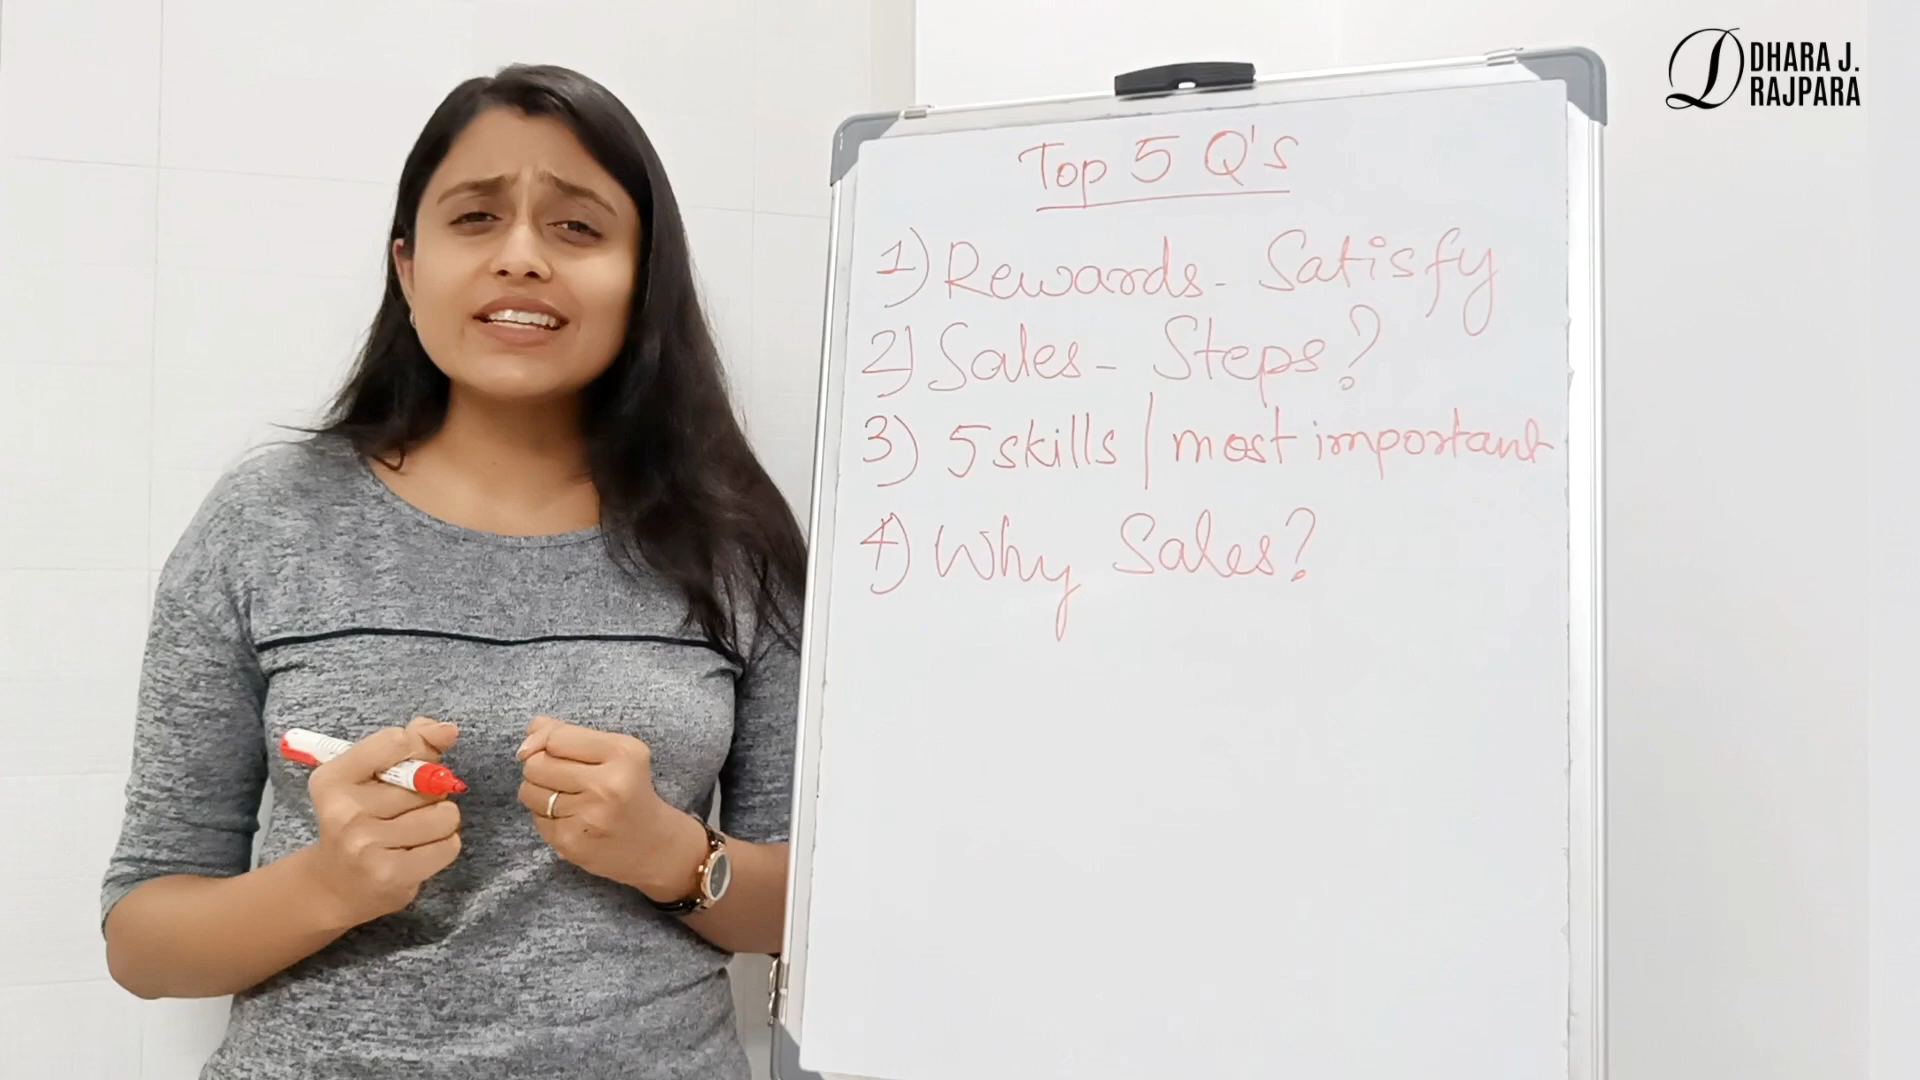 DHARA J.
RAJPARA
Top 5 Q's
1) Rewards - Satisfy
2) Sales - Steps?
3) 5 skills / most important
4) Why Sales?